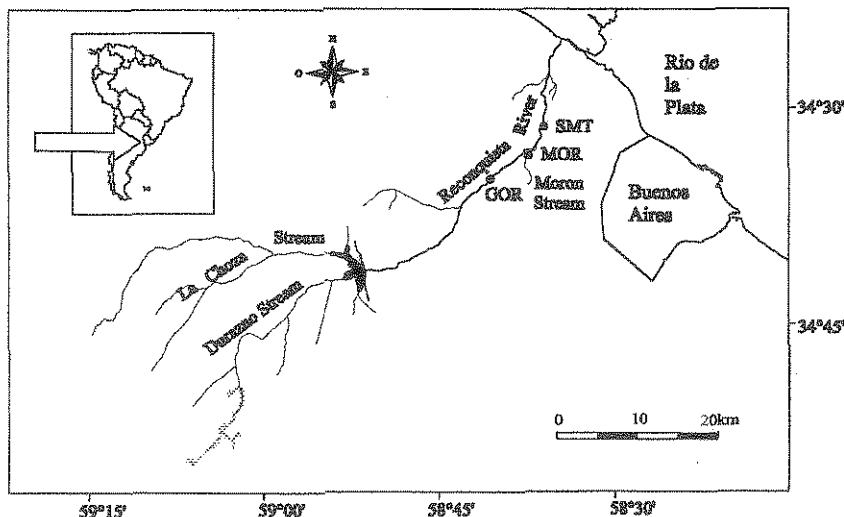 N
O
E
S
Rio de
la
Plata
34°30'
Reconquista River
SMT
MOR
GOR
Moron
Stream
Buenos
Aires
La Choza Stream
Durazno Stream
34°45'
0 10 20km
59°15' 59°00' 58°45' 58°30'